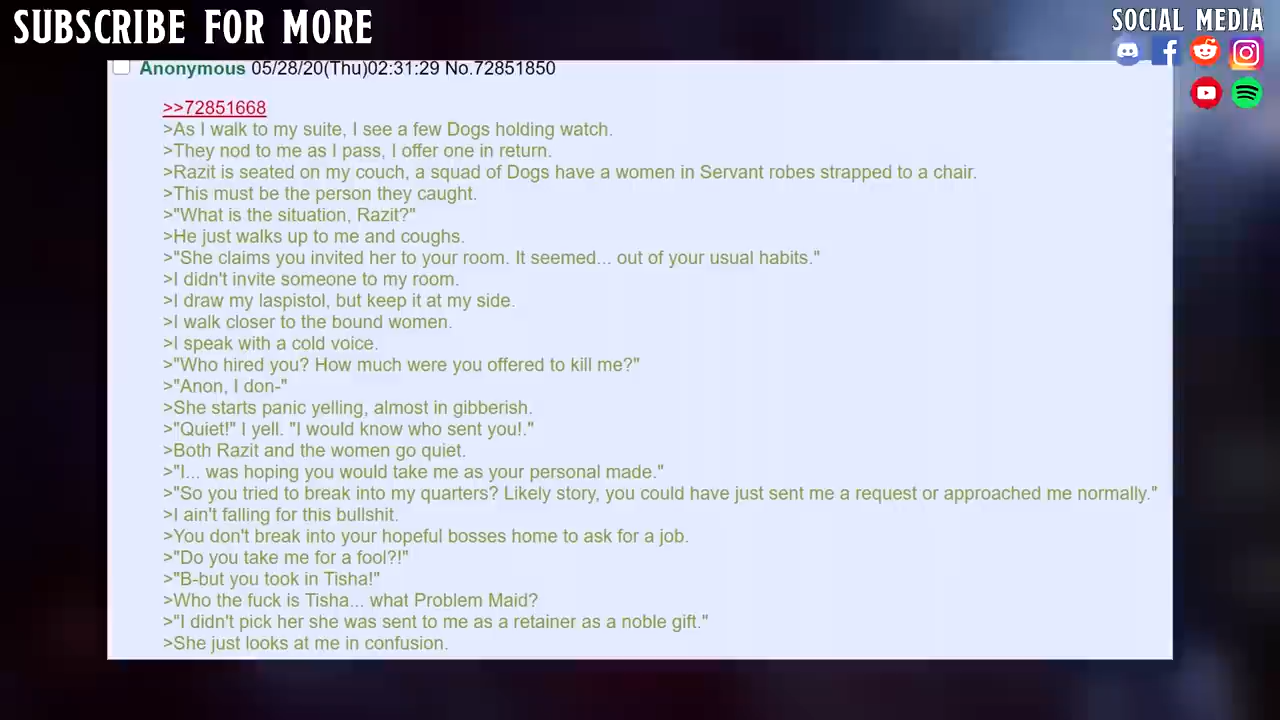 SUBSCRIBE FOR MORE
SOCIAL MEDIA
Anonymous 05/28/20(Thu)02:31:29 No.72851850
>>72851668
>As I walk to my suite, I see a few Dogs holding watch.
>They nod to me as I pass, I offer one in return.
>Razit is seated on my couch, a squad of Dogs have a women in Servant robes strapped to a chair.
>This must be the person they caught.
>"What is the situation, Razit?"
>He just walks up to me and coughs.
>"She claims you invited her to your room. It seemed... out of your usual habits."
>I didn't invite someone to my room.
>I draw my laspistol, but keep it at my side.
>I walk closer to the bound women.
>I speak with a cold voice.
>"Who hired you? How much were you offered to kill me?"
>"Anon, I don-"
>She starts panic yelling, almost in gibberish.
>"Quiet!" I yell. "I would know who sent you!."
>Both Razit and the women go quiet.
>"I... was hoping you would take me as your personal made."
>"So you tried to break into my quarters? Likely story, you could have just sent me a request or approached me normally."
>I ain't falling for this bullshit.
>You don't break into your hopeful bosses home to ask for a job.
>"Do you take me for a fool?!"
>"B-but you took in Tisha!"
>Who the fuck is Tisha... what Problem Maid?
>"I didn't pick her she was sent to me as a retainer as a noble gift."
>She just looks at me in confusion.